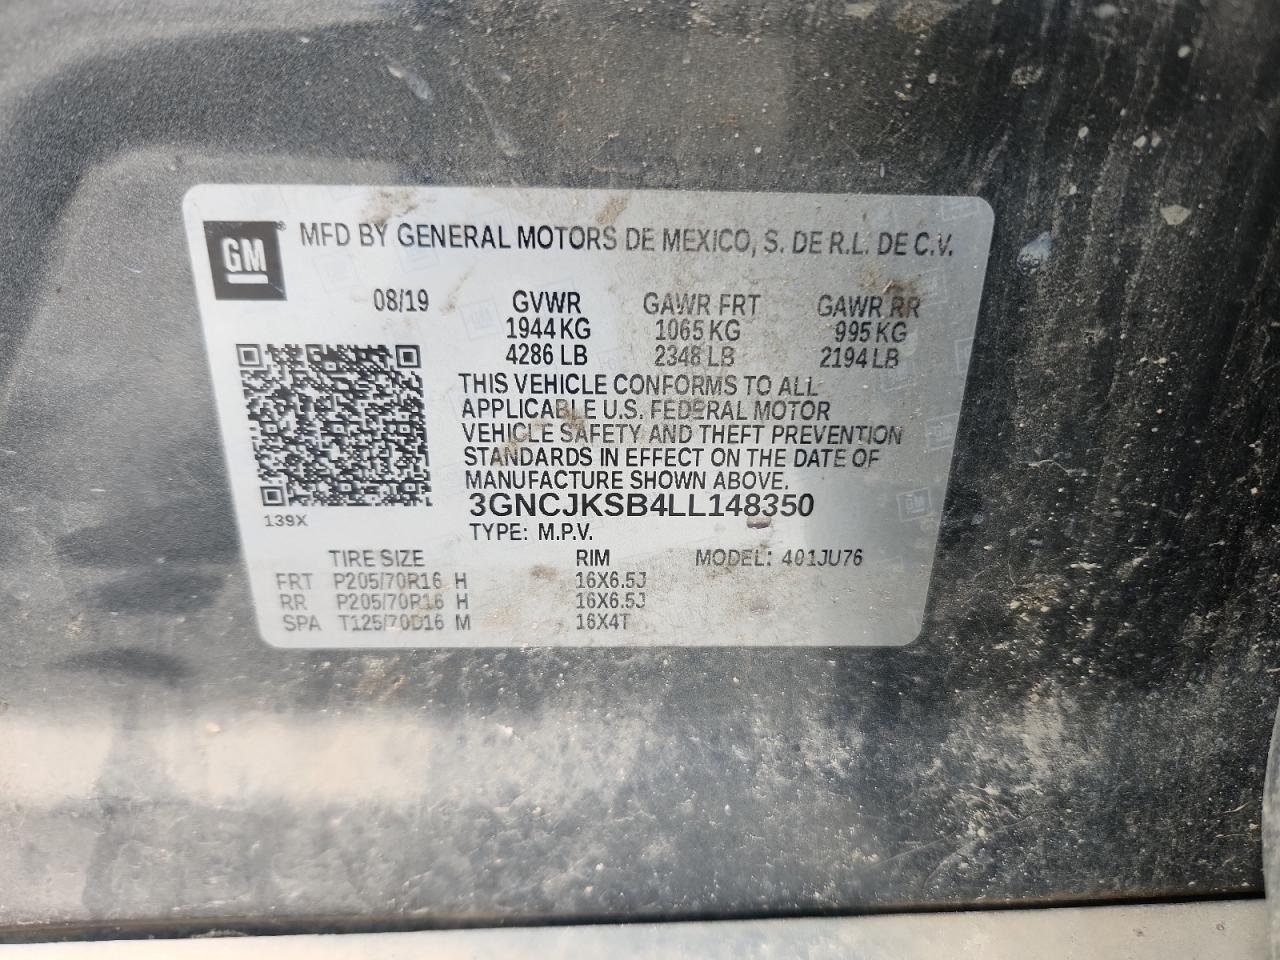 GM ® MFD BY GENERAL MOTORS DE MEXICO, S. DE R.L. DE C.V.
08/19 GVWR GAWR FRT GAWR RR
1944 KG 1065 KG 995 KG
4286 LB 2348 LB 2194 LB
THIS VEHICLE CONFORMS TO ALL
APPLICABLE U.S. FEDERAL MOTOR
VEHICLE SAFETY AND THEFT PREVENTION
STANDARDS IN EFFECT ON THE DATE OF
MANUFACTURE SHOWN ABOVE.
3GNCJKSB4LL148350
139X
TYPE: M.P.V.
TIRE SIZE RIM MODEL: 401JU76
FRT P205/70R16 H 16X6.5J
RR P205/70R16 H 16X6.5J
SPA T125/70D16 M 16X4T